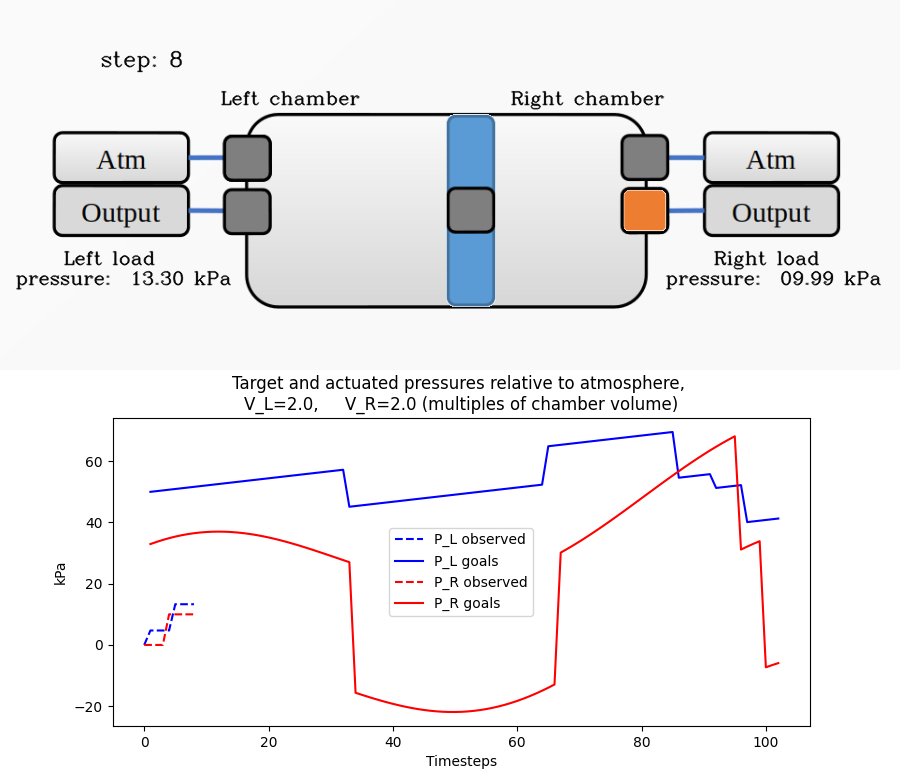 step: 8
Left chamber
Right chamber
Atm
Atm
Output
Output
Left load
pressure: 13.30 kPa
Right load
pressure: 09.99 kPa
Target and actuated pressures relative to atmosphere,
V_L=2.0, V_R=2.0 (multiples of chamber volume)
60
40
20
0
−20
kPa
P_L observed
P_L goals
P_R observed
P_R goals
0 20 40 60 80 100
Timesteps